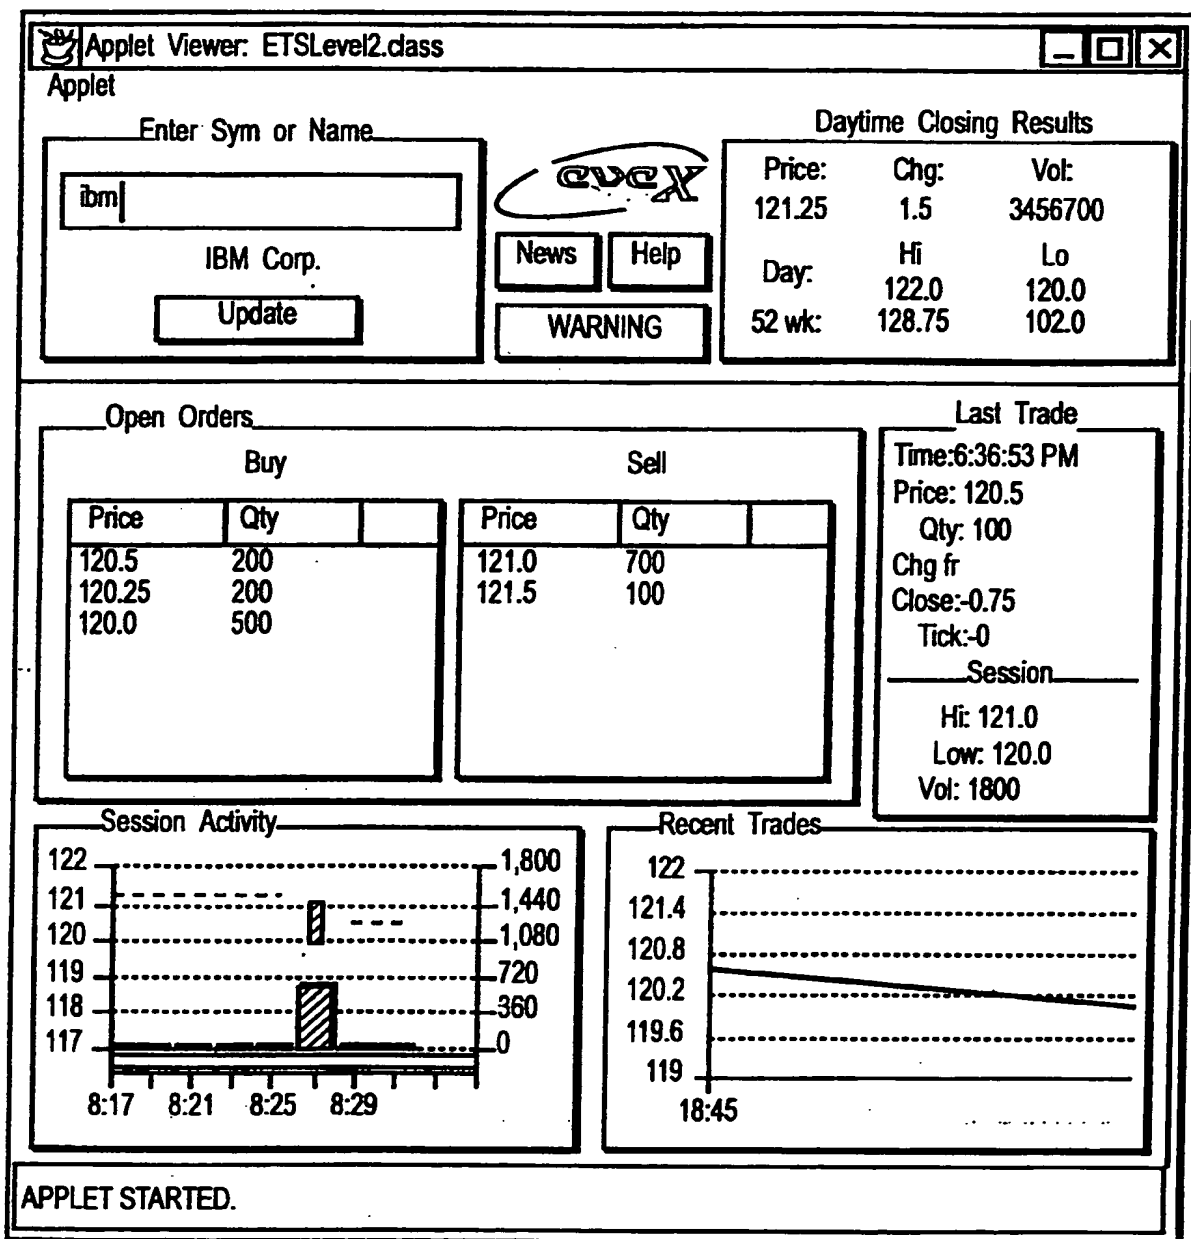 Applet Viewer: ETSLevel2.class
Applet
Enter Sym or Name
ibm
IBM Corp.
Update
eveX
News Help
WARNING
Daytime Closing Results
Price: Chg: Vol:
121.25 1.5 3456700
Hi Lo
Day: 122.0 120.0
52 wk: 128.75 102.0
Open Orders
Buy
Price Qty
120.5 200
120.25 200
120.0 500
Sell
Price Qty
121.0 700
121.5 100
Last Trade
Time:6:36:53 PM
Price: 120.5
Qty: 100
Chg fr
Close:-0.75
Tick:-0
Session
Hi: 121.0
Low: 120.0
Vol: 1800
Session Activity
122 1,800
121 1,440
120 1,080
119 720
118 360
117 0
8:17 8:21 8:25 8:29
Recent Trades
122
121.4
120.8
120.2
119.6
119
18:45
APPLET STARTED.